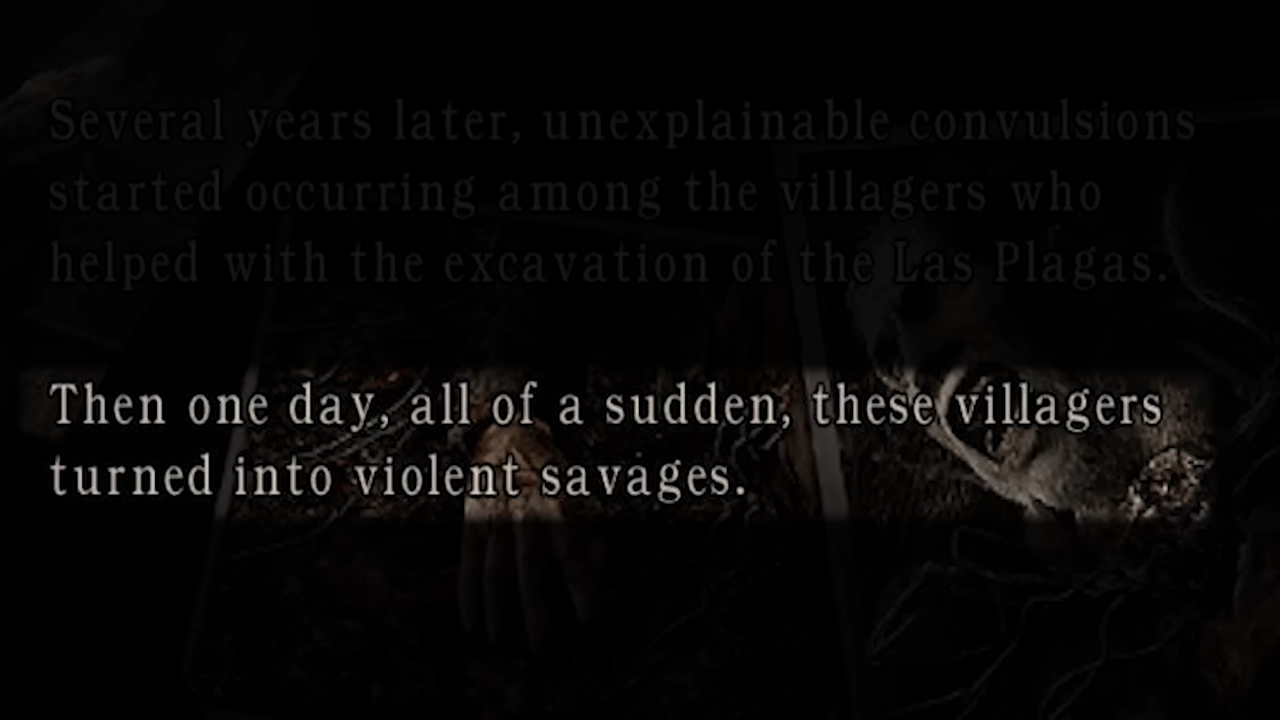 Several years later, unexplainable convulsions
started occurring among the villagers who
helped with the excavation of the Las Plagas.
Then one day, all of a sudden, these villagers
turned into violent savages.